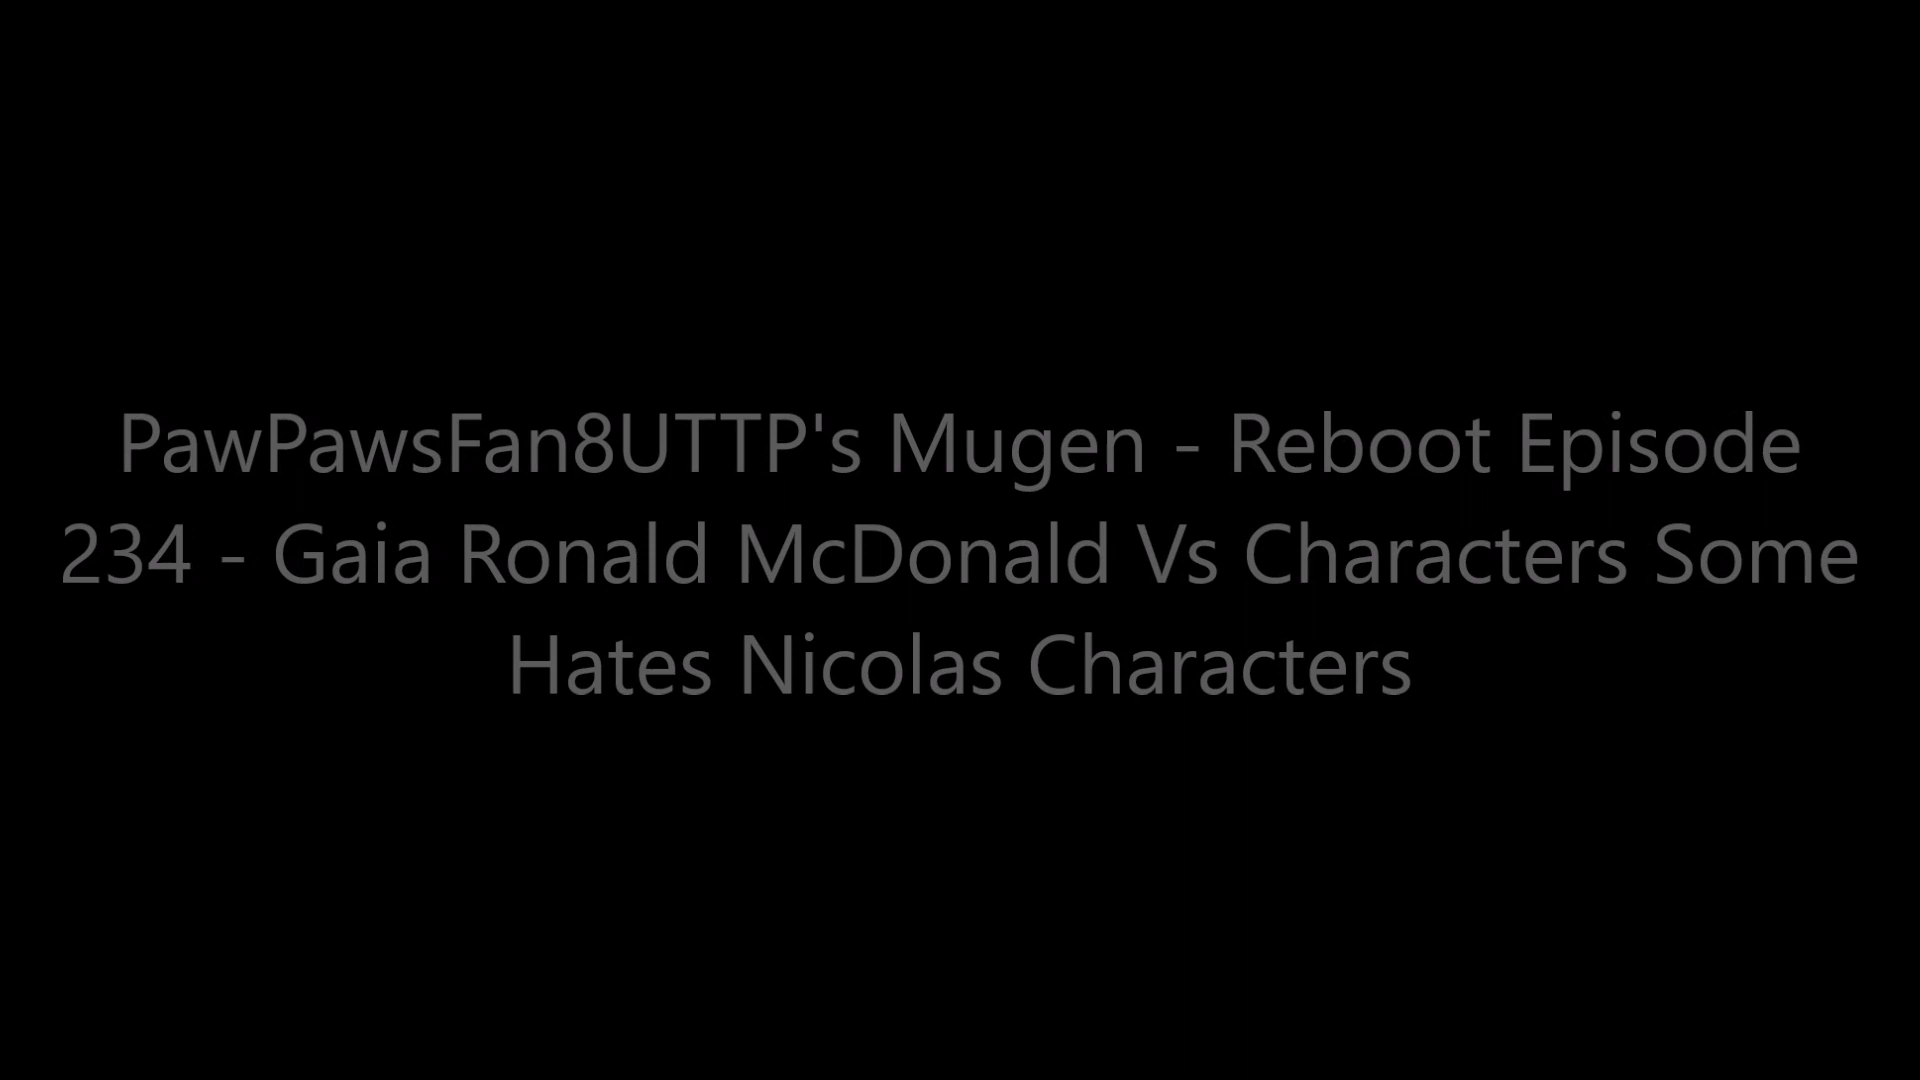 PawPawsFan8UTTP's Mugen - Reboot Episode
234 - Gaia Ronald McDonald Vs Characters Some
Hates Nicolas Characters